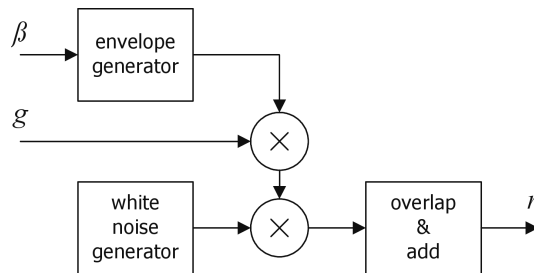 β
envelope
generator
g
×
white
noise
generator
×
overlap
&
add